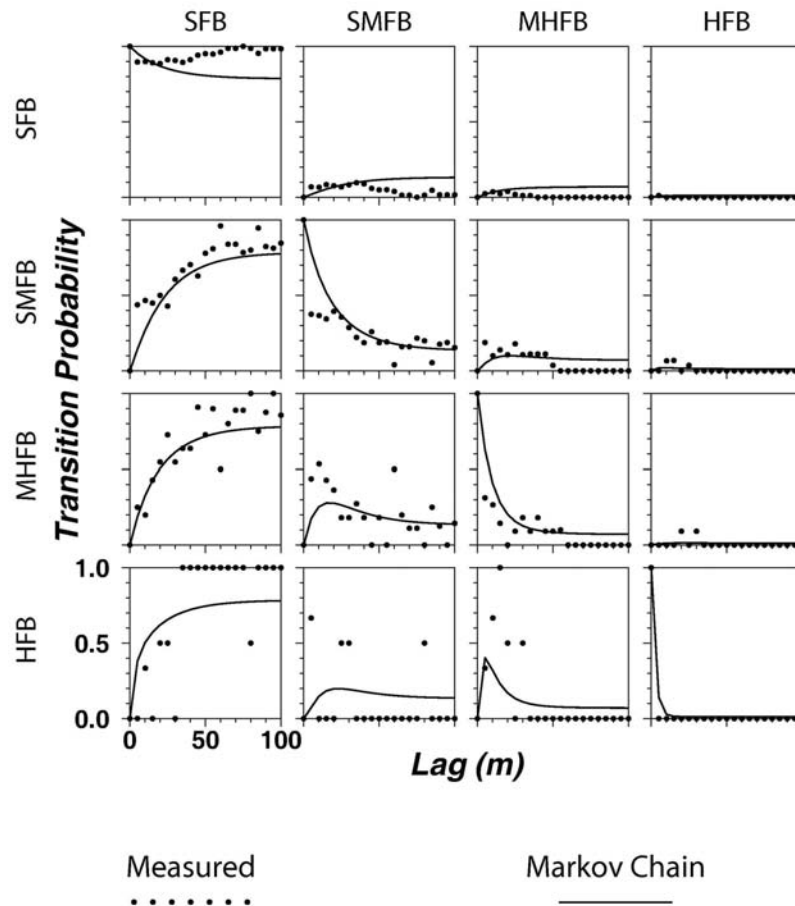 SFB SMFB MHFB HFB
SFB
SMFB
MHFB
HFB
Transition Probability
1.0
0.5
0.0
0 50 100
Lag (m)
Measured Markov Chain